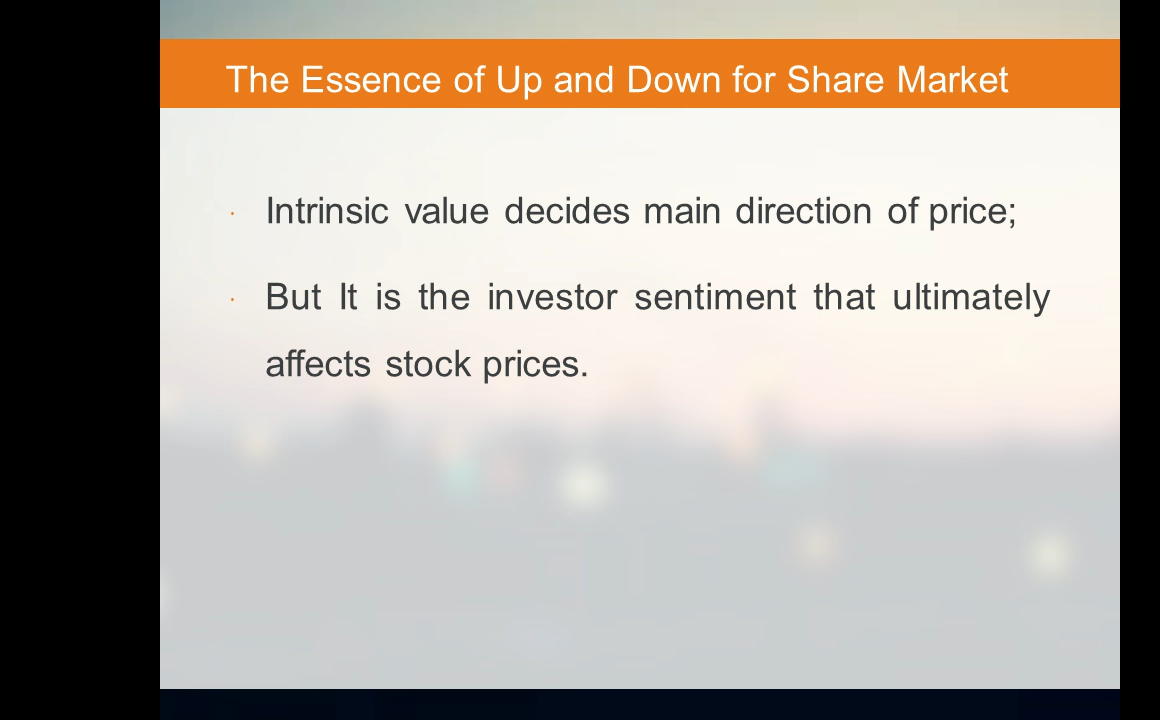 The Essence of Up and Down for Share Market
· Intrinsic value decides main direction of price;
· But It is the investor sentiment that ultimately
affects stock prices.